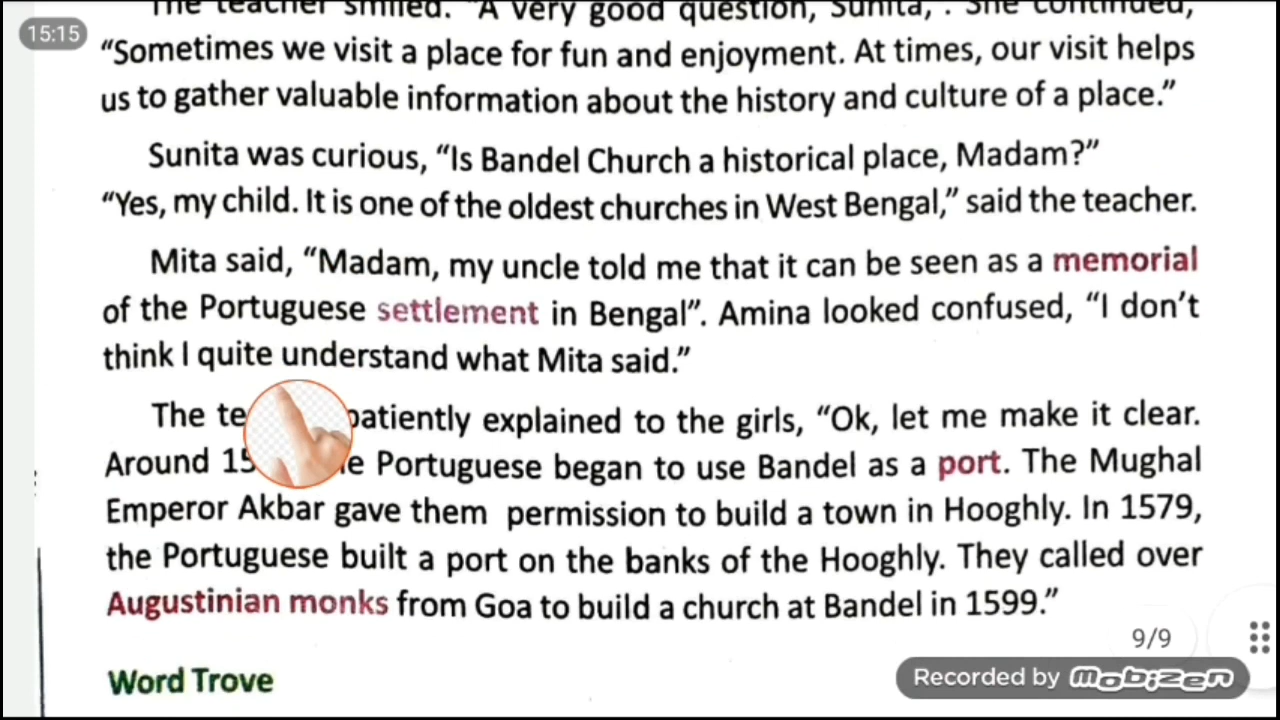 The teacher smiled. "A very good question, Sunita, . She continued,
15:15
"Sometimes we visit a place for fun and enjoyment. At times, our visit helps
us to gather valuable information about the history and culture of a place."
Sunita was curious, "Is Bandel Church a historical place, Madam?"
"Yes, my child. It is one of the oldest churches in West Bengal," said the teacher.
Mita said, "Madam, my uncle told me that it can be seen as a memorial
of the Portuguese settlement in Bengal". Amina looked confused, "I don't
think I quite understand what Mita said."
The patiently explained to the girls, "Ok, let me make it clear.
Around Portuguese began to use Bandel as a port. The Mughal
Emperor Akbar gave them permission to build a town in Hooghly. In 1579,
the Portuguese built a port on the banks of the Hooghly. They called over
Augustinian monks from Goa to build a church at Bandel in 1599."
9/9
Word Trove
Recorded by mobizen